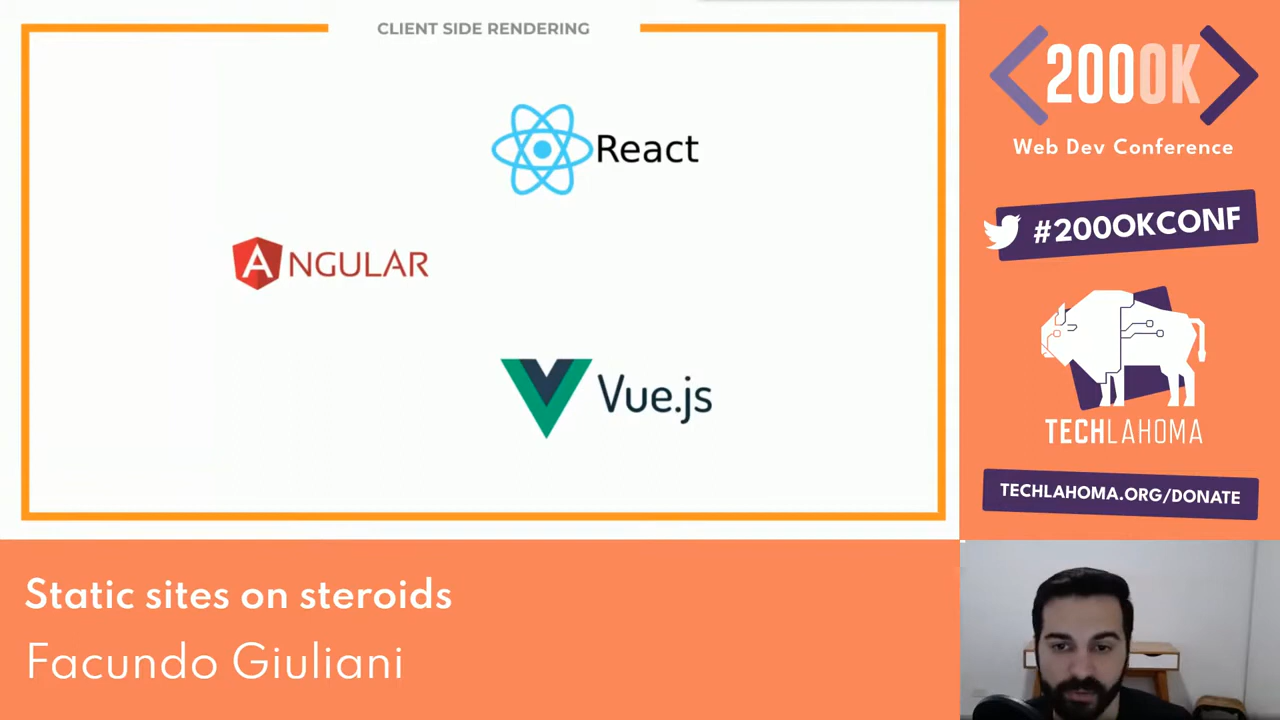 CLIENT SIDE RENDERING
React
ANGULAR
Vue.js
200OK
Web Dev Conference
#200OKCONF
TECHLAHOMA
TECHLAHOMA.ORG/DONATE
Static sites on steroids
Facundo Giuliani